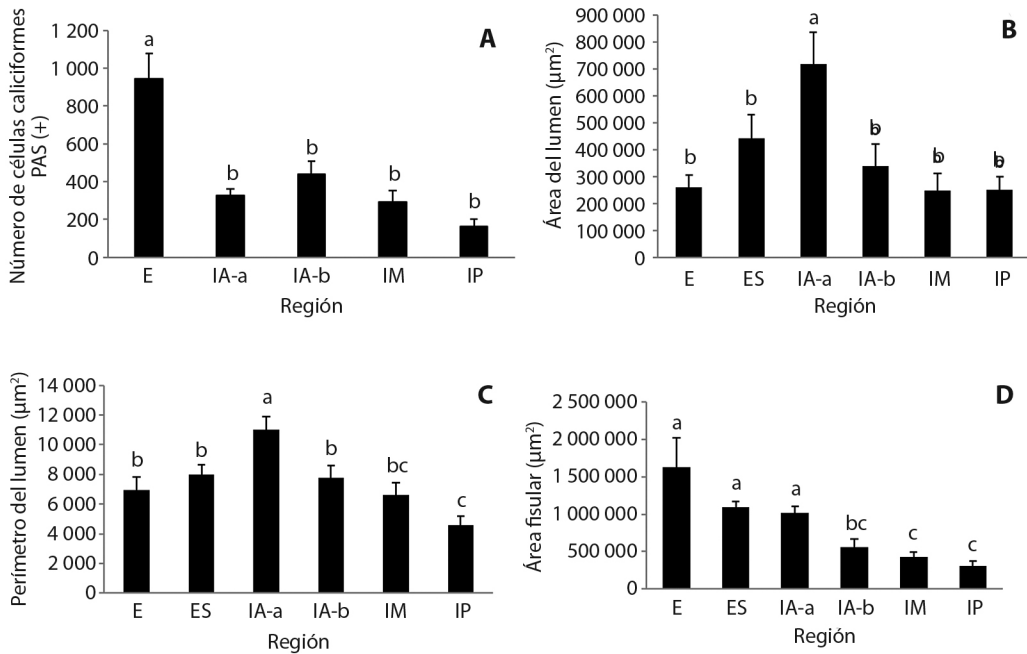 A
Número de células caliciformes
PAS (+)
1 200
1 000
800
600
400
200
0
a
b
b
b
b
E IA-a IA-b IM IP
Región
B
Área del lumen (µm²)
900 000
800 000
700 000
600 000
500 000
400 000
300 000
200 000
100 000
0
b
b
a
b
b
b
E ES IA-a IA-b IM IP
Región
C
Perímetro del lumen (µm²)
14 000
12 000
10 000
8 000
6 000
4 000
2 000
0
b
b
a
b
bc
c
E ES IA-a IA-b IM IP
Región
D
Área fisular (µm²)
2 500 000
2 000 000
1 500 000
1 000 000
500 000
0
a
a
a
bc
c
c
E ES IA-a IA-b IM IP
Región